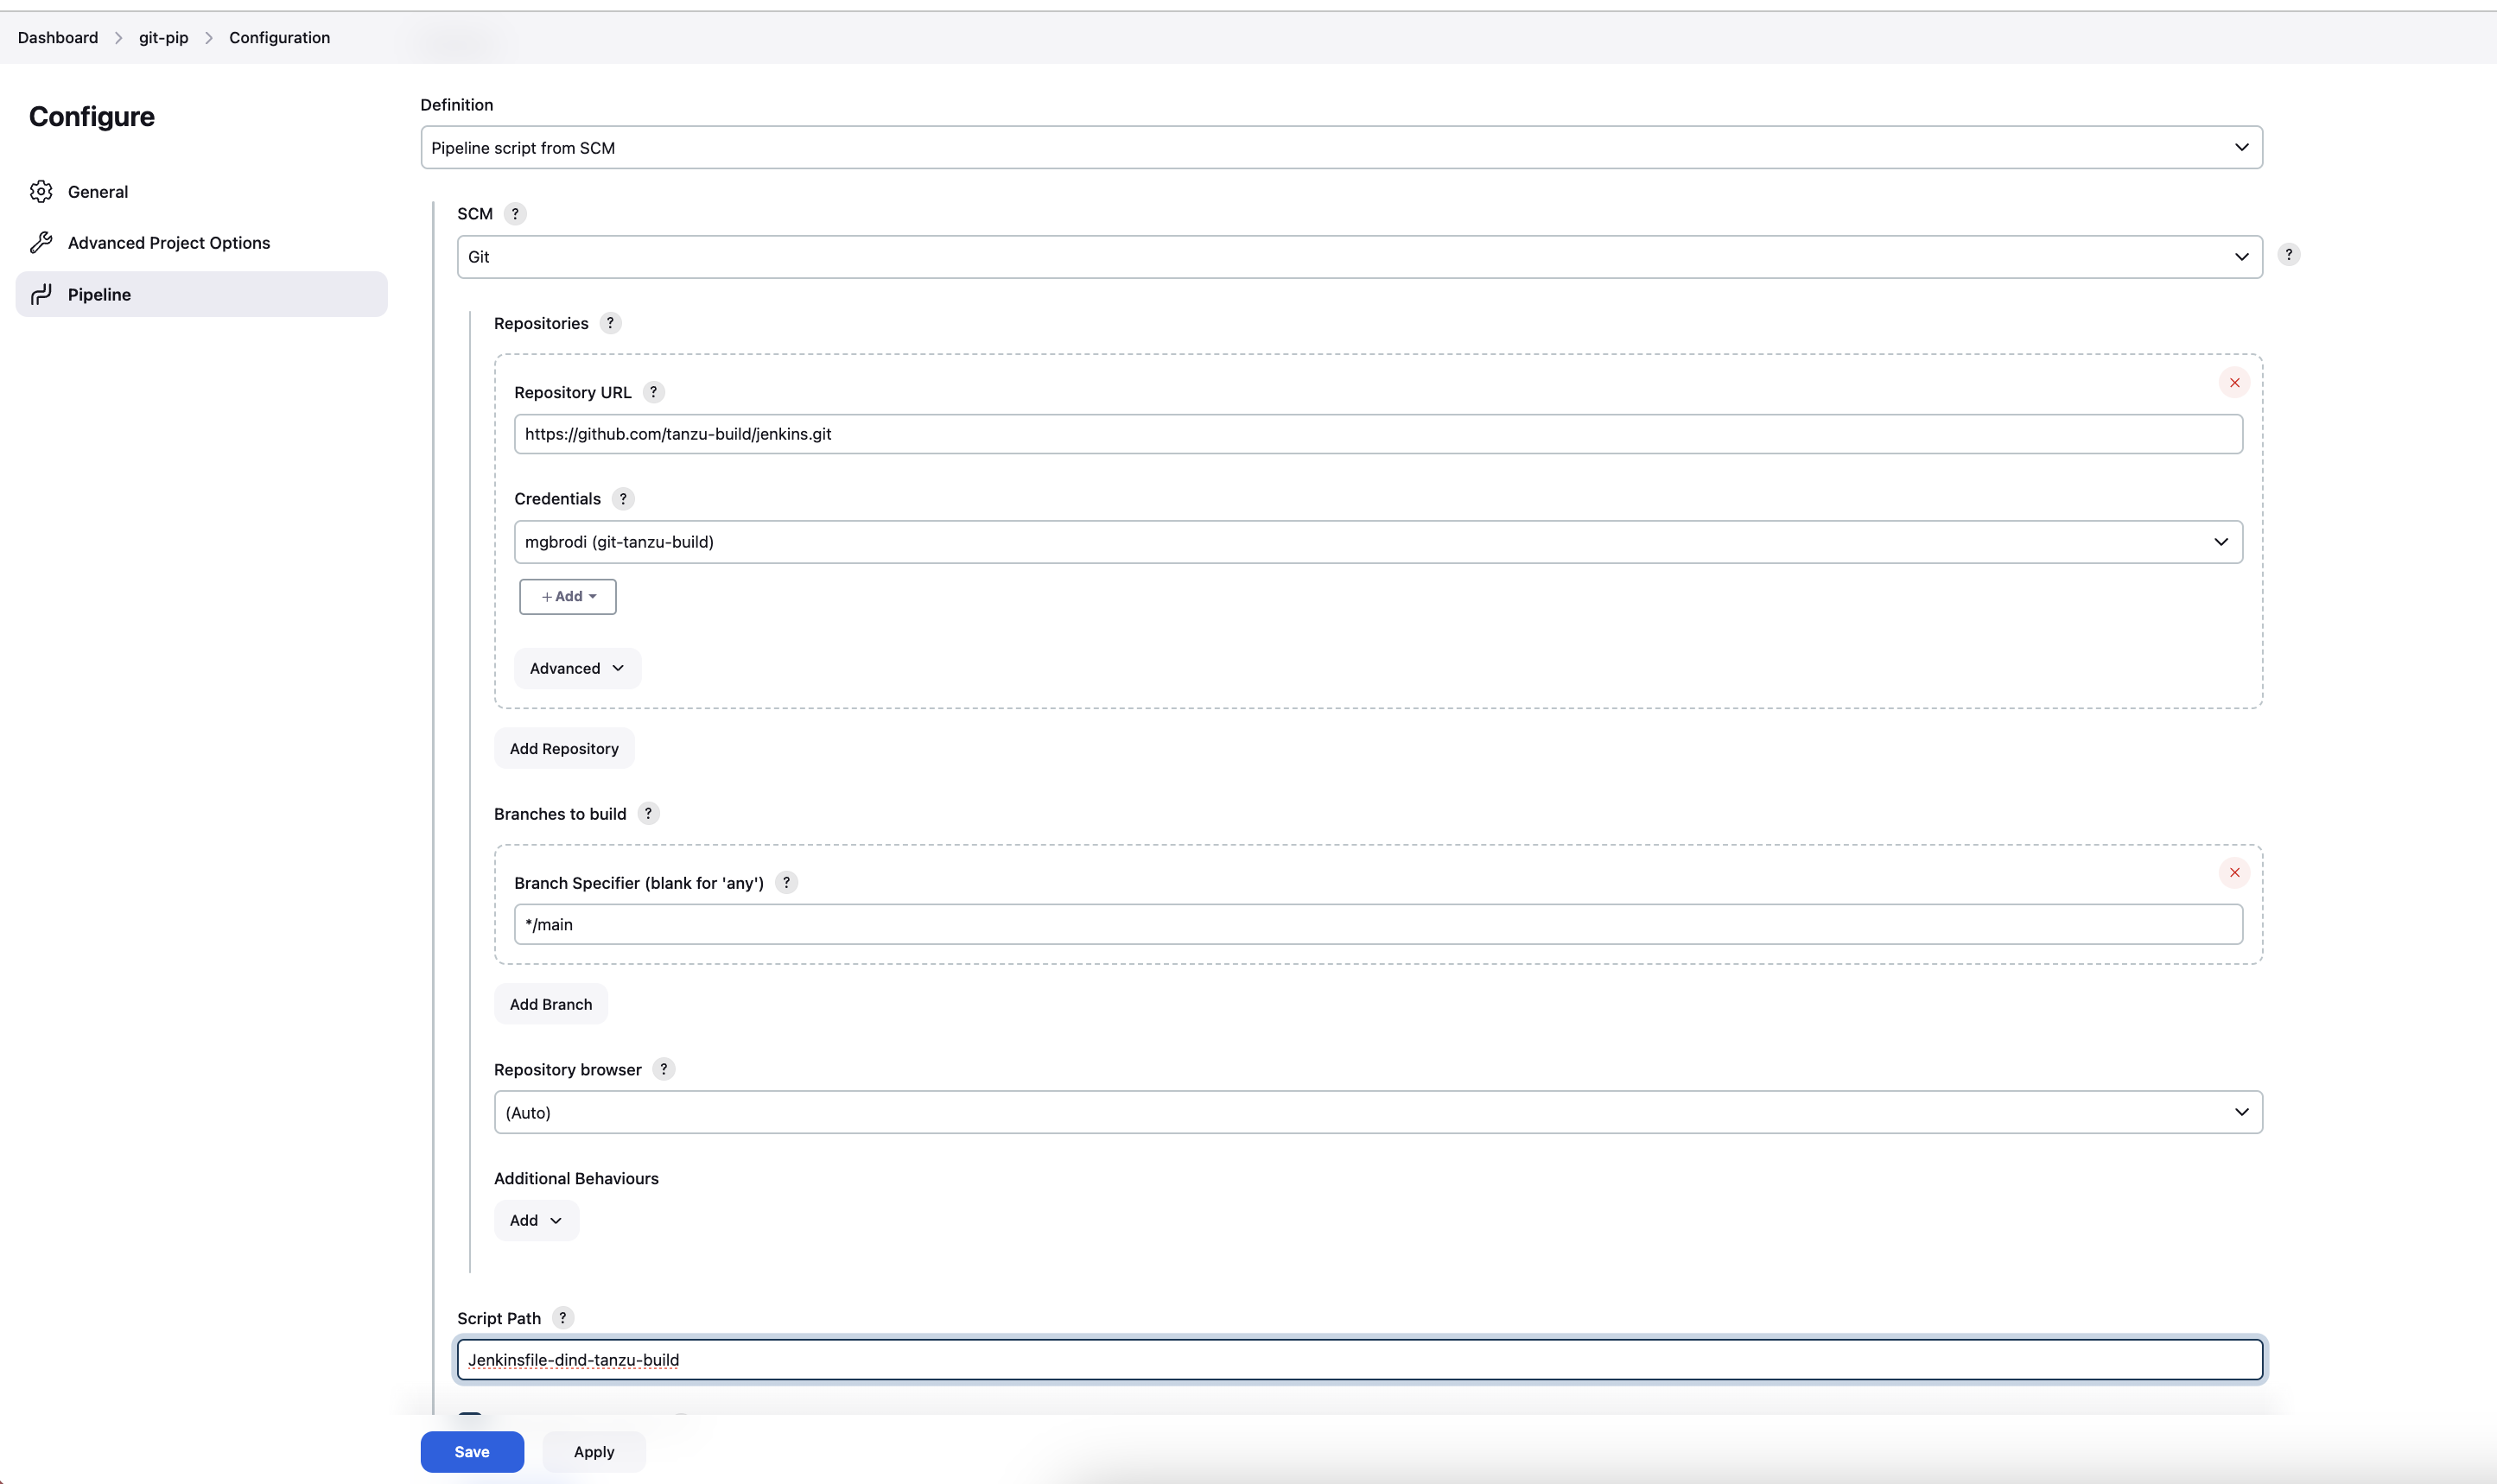 Dashboard > git-pip > Configuration
Configure
General
Advanced Project Options
Pipeline
Definition
Pipeline script from SCM
SCM ?
Git
?
Repositories ?
Repository URL ?
https://github.com/tanzu-build/jenkins.git
Credentials ?
mgbrodi (git-tanzu-build)
+ Add
Advanced
Add Repository
Branches to build ?
Branch Specifier (blank for 'any') ?
*/main
Add Branch
Repository browser ?
(Auto)
Additional Behaviours
Add
Script Path ?
Jenkinsfile-dind-tanzu-build
Save
Apply